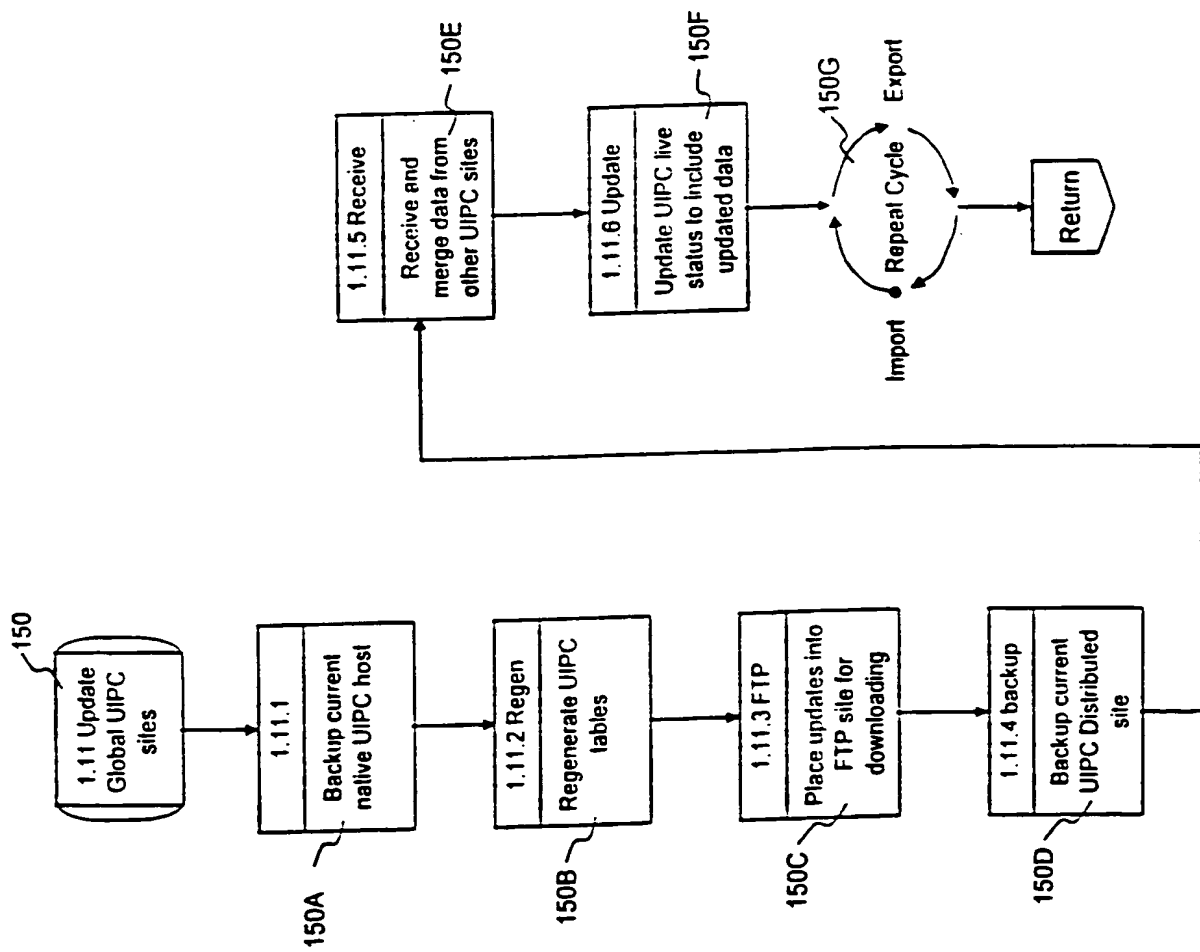 150
1.11 Update
Global UIPC
sites
1.11.1
Backup current
native UIPC host
150A
1.11.2 Regen
Regenerate UIPC
tables
150B
1.11.3 FTP
Place updates into
FTP site for
downloading
150C
1.11.4 backup
Backup current
UIPC Distributed
site
150D
1.11.5 Receive
Receive and
merge data from
other UIPC sites
150E
1.11.6 Update
Update UIPC live
status to include
updated data
150F
150G
Import
Repeat Cycle
Export
Return